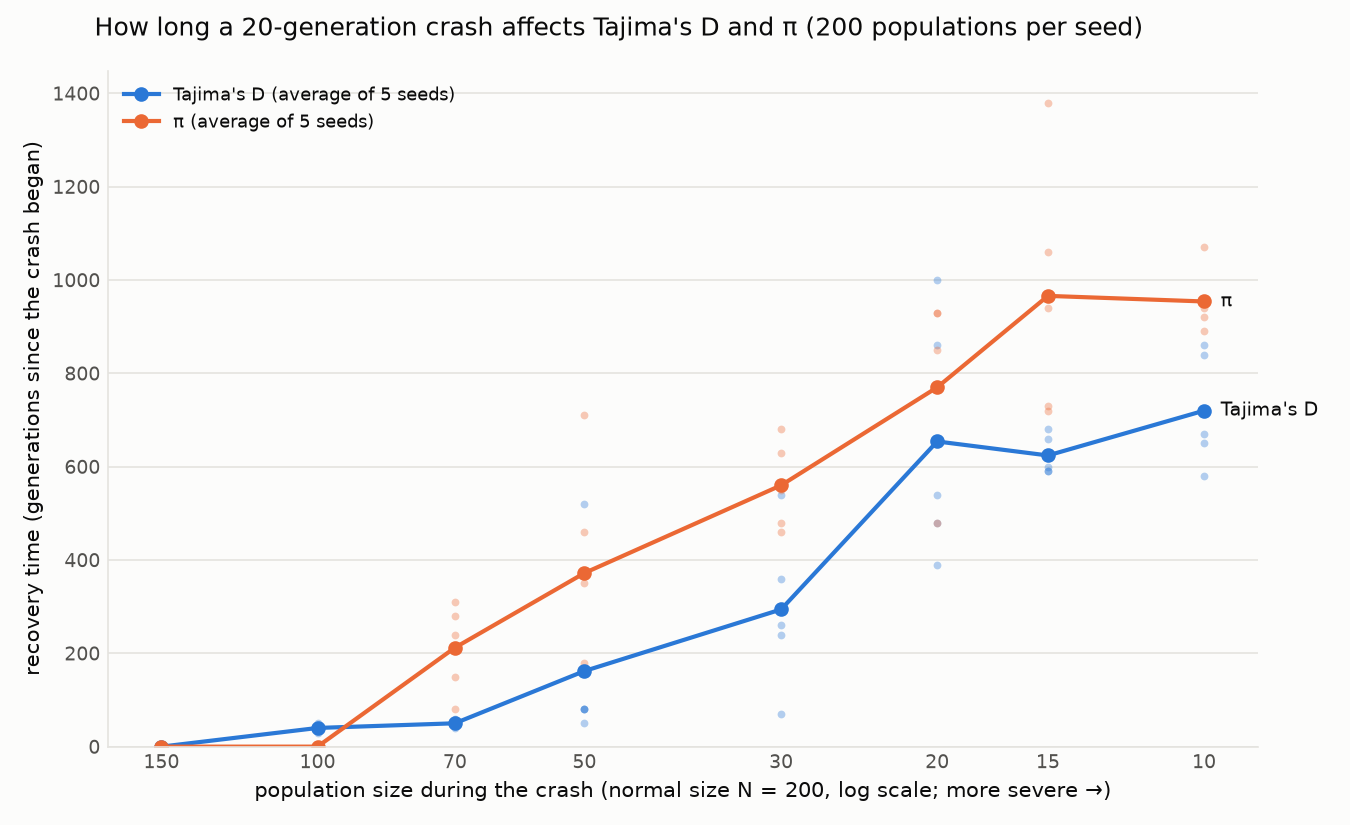 How long a 20-generation crash affects Tajima's D and π (200 populations per seed)
Tajima's D (average of 5 seeds)
π (average of 5 seeds)
recovery time (generations since the crash began)
1400
1200
1000
800
600
400
200
0
π
Tajima's D
150
100
70
50
30
20
15
10
population size during the crash (normal size N = 200, log scale; more severe →)